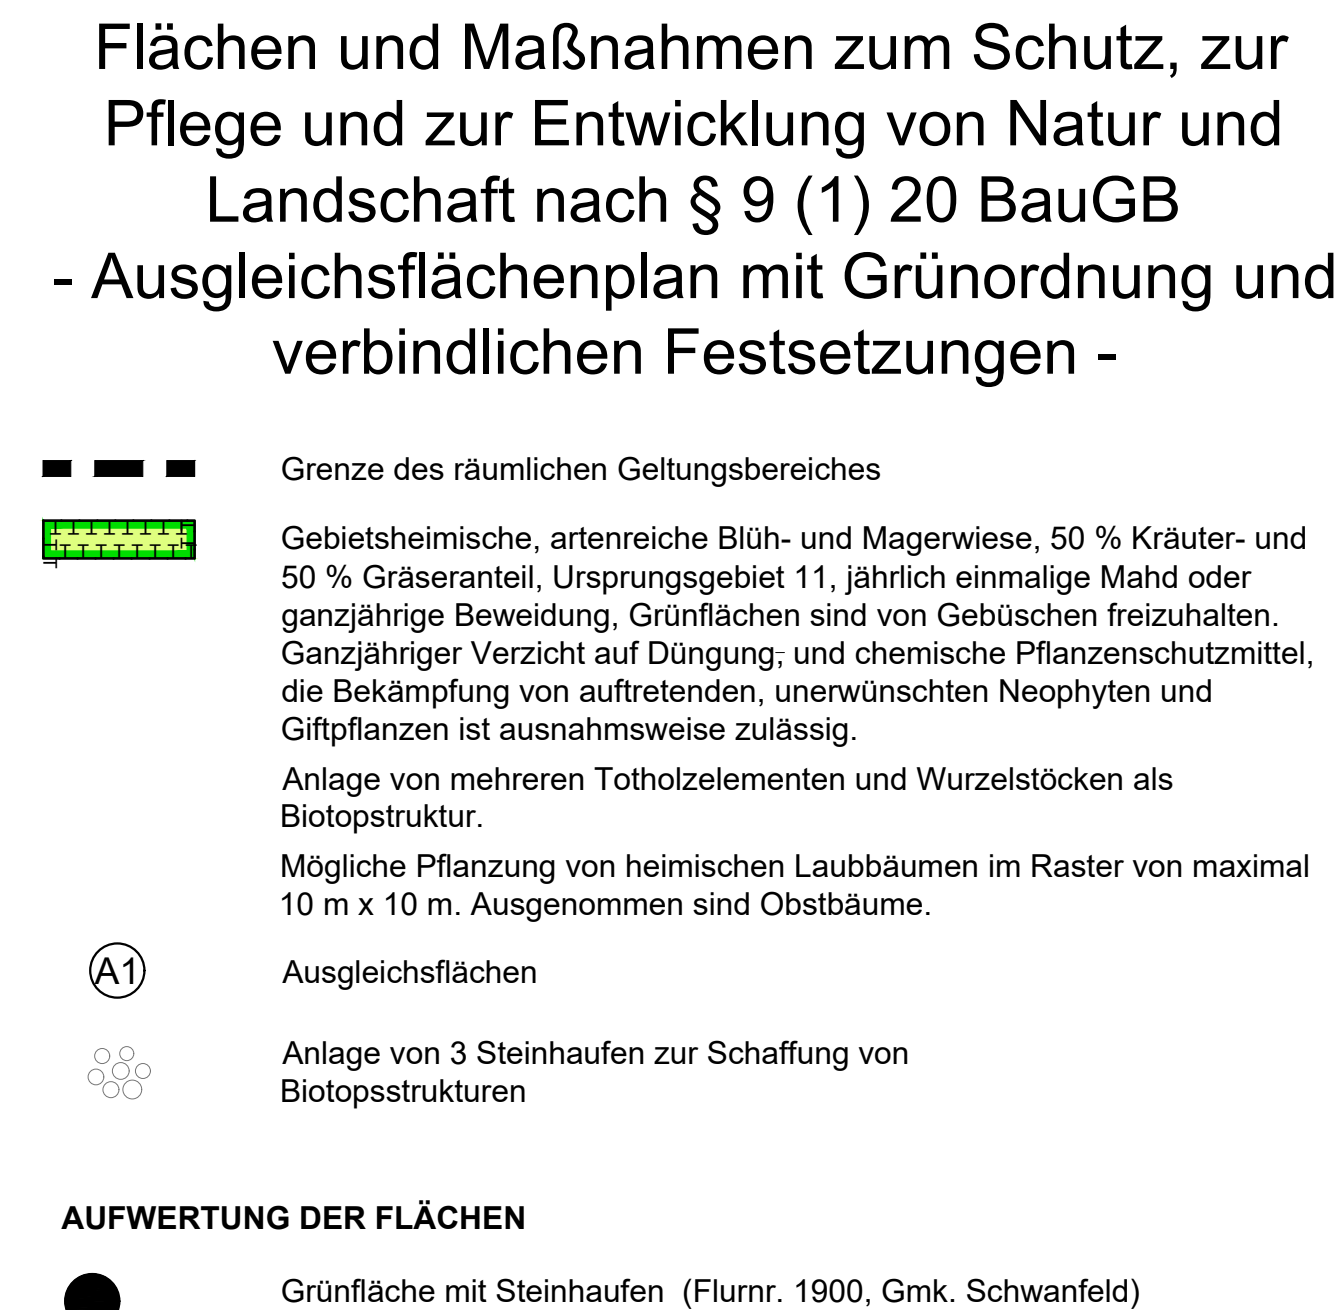 Flächen und Maßnahmen zum Schutz, zur
Pflege und zur Entwicklung von Natur und
Landschaft nach § 9 (1) 20 BauGB
- Ausgleichsflächenplan mit Grünordnung und
verbindlichen Festsetzungen -
Grenze des räumlichen Geltungsbereiches
Gebietsheimische, artenreiche Blüh- und Magerwiese, 50 % Kräuter- und
50 % Gräseranteil, Ursprungsgebiet 11, jährlich einmalige Mahd oder
ganzjährige Beweidung, Grünflächen sind von Gebüschen freizuhalten.
Ganzjähriger Verzicht auf Düngung, und chemische Pflanzenschutzmittel,
die Bekämpfung von auftretenden, unerwünschten Neophyten und
Giftpflanzen ist ausnahmsweise zulässig.
Anlage von mehreren Totholzelementen und Wurzelstöcken als
Biotopstruktur.
Mögliche Pflanzung von heimischen Laubbäumen im Raster von maximal
10 m x 10 m. Ausgenommen sind Obstbäume.
A1 Ausgleichsflächen
Anlage von 3 Steinhaufen zur Schaffung von
Biotopsstrukturen
AUFWERTUNG DER FLÄCHEN
Grünfläche mit Steinhaufen (Flurnr. 1900, Gmk. Schwanfeld)